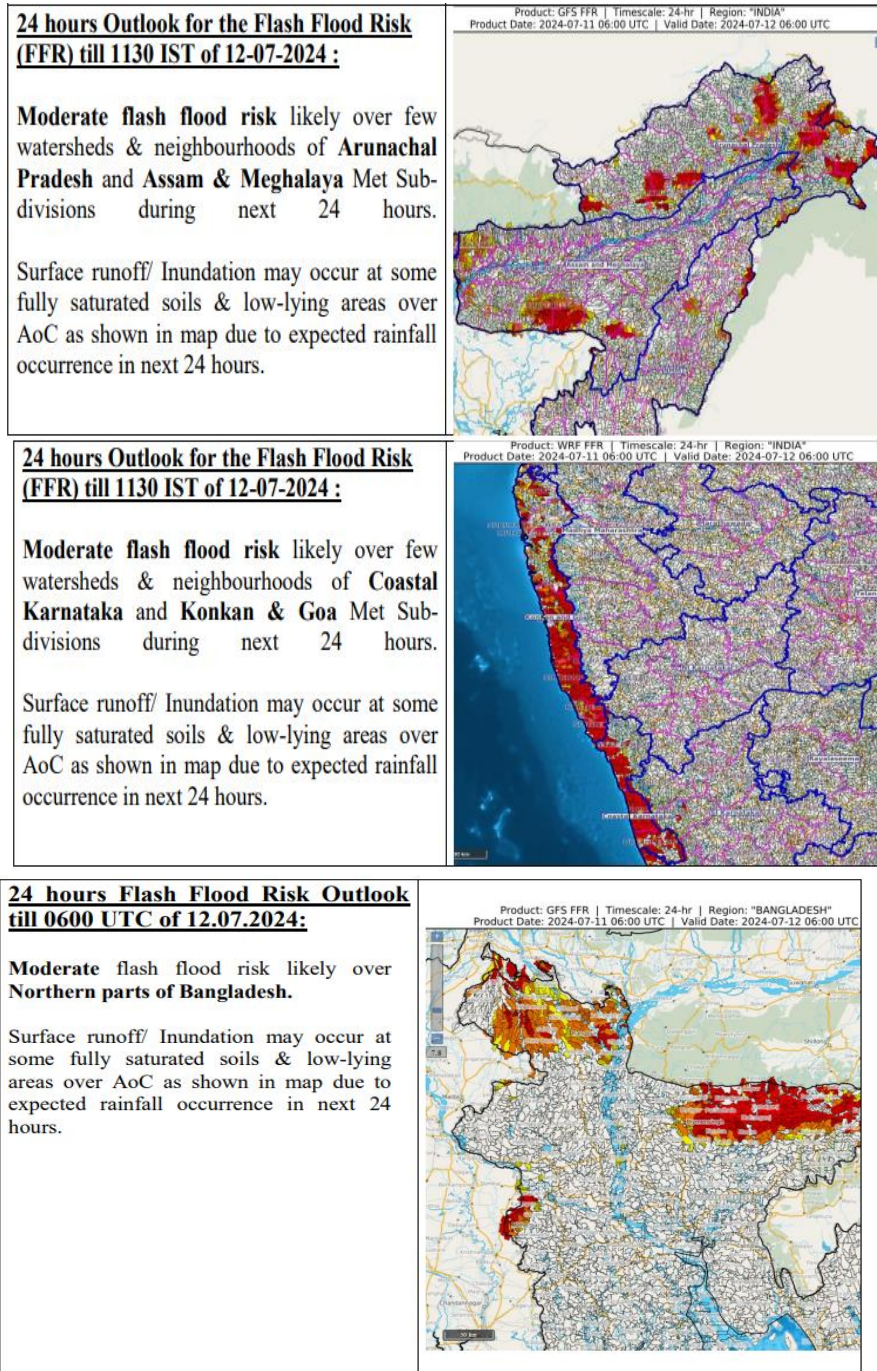 24 hours Outlook for the Flash Flood Risk
(FFR) till 1130 IST of 12-07-2024 :
Moderate flash flood risk likely over few
watersheds & neighbourhoods of Arunachal
Pradesh and Assam & Meghalaya Met Sub-
divisions during next 24 hours.
Surface runoff/ Inundation may occur at some
fully saturated soils & low-lying areas over
AoC as shown in map due to expected rainfall
occurrence in next 24 hours.
Product: GFS FFR | Timescale: 24-hr | Region: "INDIA"
Product Date: 2024-07-11 06:00 UTC | Valid Date: 2024-07-12 06:00 UTC
Arunachal Pradesh
Assam and Meghalaya
24 hours Outlook for the Flash Flood Risk
(FFR) till 1130 IST of 12-07-2024 :
Moderate flash flood risk likely over few
watersheds & neighbourhoods of Coastal
Karnataka and Konkan & Goa Met Sub-
divisions during next 24 hours.
Surface runoff/ Inundation may occur at some
fully saturated soils & low-lying areas over
AoC as shown in map due to expected rainfall
occurrence in next 24 hours.
Product: WRF FFR | Timescale: 24-hr | Region: "INDIA"
Product Date: 2024-07-11 06:00 UTC | Valid Date: 2024-07-12 06:00 UTC
Madhya Maharashtra
Rayalaseema
Coastal Karnataka
24 hours Flash Flood Risk Outlook
till 0600 UTC of 12.07.2024:
Moderate flash flood risk likely over
Northern parts of Bangladesh.
Surface runoff/ Inundation may occur at
some fully saturated soils & low-lying
areas over AoC as shown in map due to
expected rainfall occurrence in next 24
hours.
Product: GFS FFR | Timescale: 24-hr | Region: "BANGLADESH"
Product Date: 2024-07-11 06:00 UTC | Valid Date: 2024-07-12 06:00 UTC
7.8
Shillong
Chandannagar